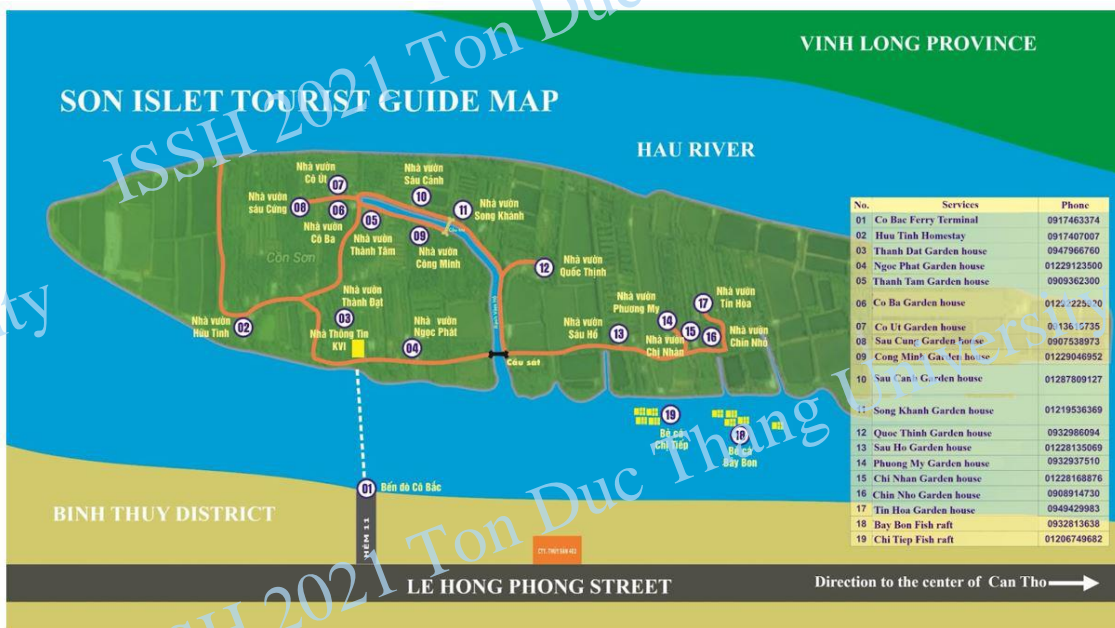 VINH LONG PROVINCE
SON ISLET TOURIST GUIDE MAP
ISSH 2021 Ton Duc Thang University
HAU RIVER
Nhà vườn
Cô Út
07
Nhà vườn
Sáu Cảnh
10
Nhà vườn
sáu Cứng
08
06
Nhà vườn
Cô Ba
05
Nhà vườn
Thành Tâm
11
Nhà vườn
Song Khánh
09
Nhà vườn
Công Minh
Cồn Sơn
12
Nhà vườn
Quốc Thịnh
Nhà vườn
Thành Đạt
03
Nhà Thông Tin
KVI
02
Nhà vườn
Hữu Tình
Nhà vườn
Ngọc Phát
04
Cầu sắt
Nhà vườn
Sáu Hồ
13
Nhà vườn
Phương My
14
Nhà vườn
Chị Nhân
15
16
Nhà vườn
Chín Nhỏ
17
Nhà vườn
Tín Hòa
19
Bè cá
Chị Tiếp
18
Bè cá
Bảy Bon
01
Bến đò Cô Bắc
HẺM 11
BINH THUY DISTRICT
LE HONG PHONG STREET
Direction to the center of Can Tho
No. Services Phone
01 Co Bac Ferry Terminal 0917463374
02 Huu Tinh Homestay 0917407007
03 Thanh Dat Garden house 0947966760
04 Ngoc Phat Garden house 01229123500
05 Thanh Tam Garden house 0909362300
06 Co Ba Garden house
07 Co Ut Garden house
08 Sau Cung Garden house 0907538973
09 Cong Minh Garden house 01229046952
10 Sau Canh Garden house 01287809127
11 Song Khanh Garden house 01219536369
12 Quoc Thinh Garden house 0932986094
13 Sau Ho Garden house 01228135069
14 Phuong My Garden house 0932937510
15 Chi Nhan Garden house 01228168876
16 Chin Nho Garden house 0908914730
17 Tin Hoa Garden house 0949429983
18 Bay Bon Fish raft 0932813638
19 Chi Tiep Fish raft 01206749682
ISSH 2021 Ton Duc Thang University